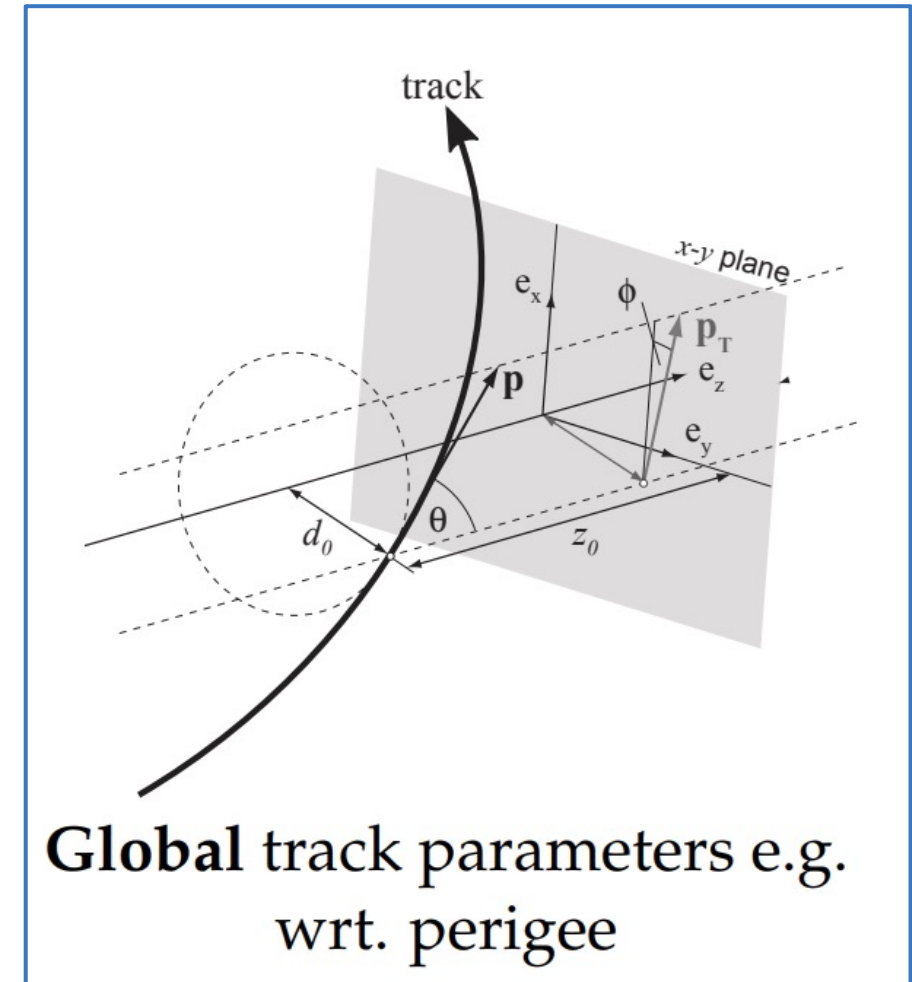 track
x-y plane
e_x
ϕ
p_T
p
e_z
e_y
θ
d_0
z_0
Global track parameters e.g.
wrt. perigee